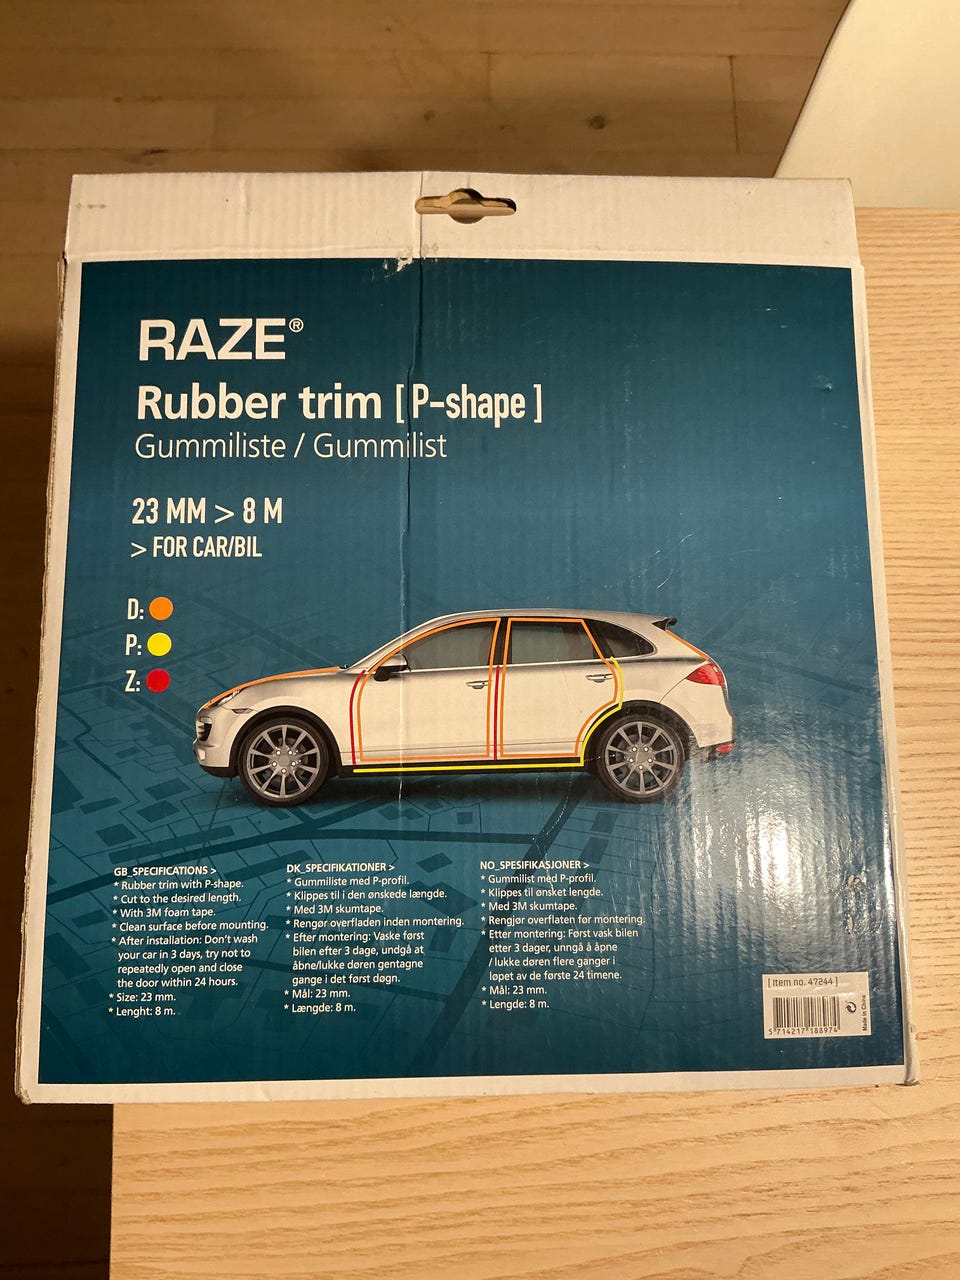 RAZE®
Rubber trim [ P-shape ]
Gummiliste / Gummilist
23 MM > 8 M
> FOR CAR/BIL
D:
P:
Z:
GB_SPECIFICATIONS >
* Rubber trim with P-shape.
* Cut to the desired length.
* With 3M foam tape.
* Clean surface before mounting.
* After installation: Don't wash
your car in 3 days, try not to
repeatedly open and close
the door within 24 hours.
* Size: 23 mm.
* Lenght: 8 m.
DK_SPECIFIKATIONER >
* Gummiliste med P-profil.
* Klippes til i den ønskede længde.
* Med 3M skumtape.
* Rengør overfladen inden montering.
* Efter montering: Vaske først
bilen efter 3 dage, undgå at
åbne/lukke døren gentagne
gange i det først døgn.
* Mål: 23 mm.
* Længde: 8 m.
NO_SPESIFIKASJONER >
* Gummilist med P-profil.
* Klippes til ønsket lengde.
* Med 3M skumtape.
* Rengjør overflaten før montering.
* Etter montering: Først vask bilen
etter 3 dager, unngå å åpne
/ lukke døren flere ganger i
løpet av de første 24 timene.
* Mål: 23 mm.
* Lengde: 8 m.
[ Item no. 47244 ]
5 714217 188974
Made in China